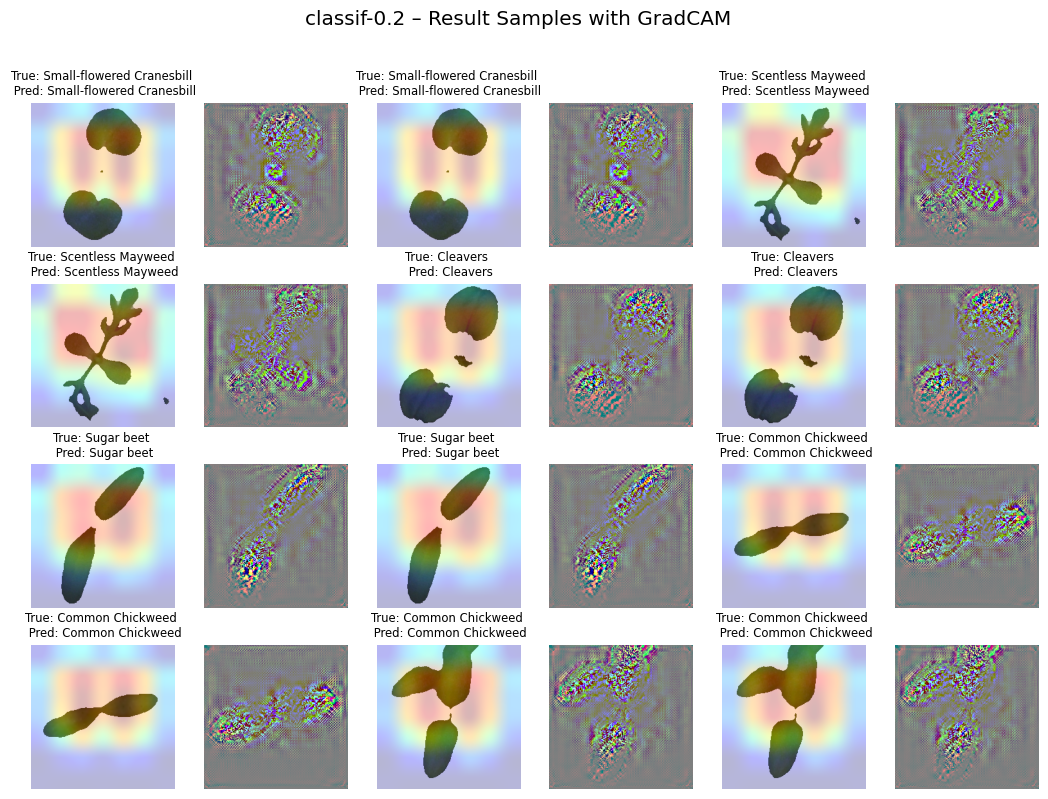 classif-0.2 – Result Samples with GradCAM
True: Small-flowered Cranesbill
Pred: Small-flowered Cranesbill
True: Small-flowered Cranesbill
Pred: Small-flowered Cranesbill
True: Scentless Mayweed
Pred: Scentless Mayweed
True: Scentless Mayweed
Pred: Scentless Mayweed
True: Cleavers
Pred: Cleavers
True: Cleavers
Pred: Cleavers
True: Sugar beet
Pred: Sugar beet
True: Sugar beet
Pred: Sugar beet
True: Common Chickweed
Pred: Common Chickweed
True: Common Chickweed
Pred: Common Chickweed
True: Common Chickweed
Pred: Common Chickweed
True: Common Chickweed
Pred: Common Chickweed